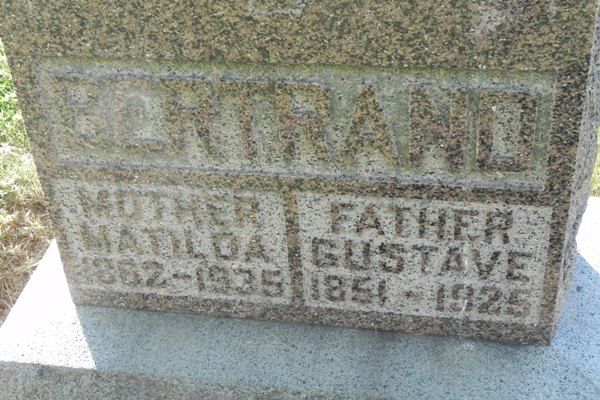 BERTRAND
MOTHER
MATILDA
1862-1935
FATHER
GUSTAVE
1851-1925